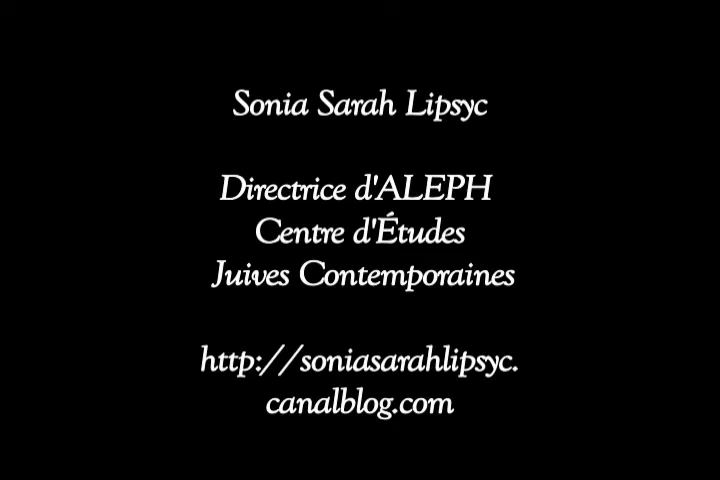 Sonia Sarah Lipsyc
Directrice d'ALEPH
Centre d'Études
Juives Contemporaines
http://soniasarahlipsyc.
canalblog.com